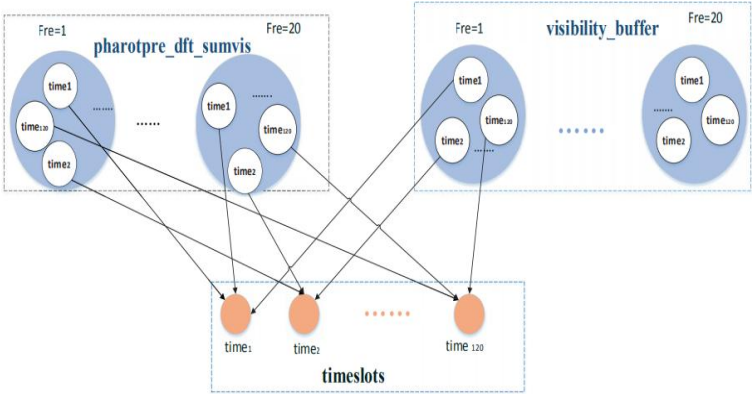 Fre=1
pharotpre_dft_sumvis
Fre=20
time1
.......
time120
time2
......
time1
.......
time120
time2
Fre=1
visibility_buffer
Fre=20
time1
time120
time2
.......
......
time1
.......
time120
time2
time1
time2
......
time 120
timeslots